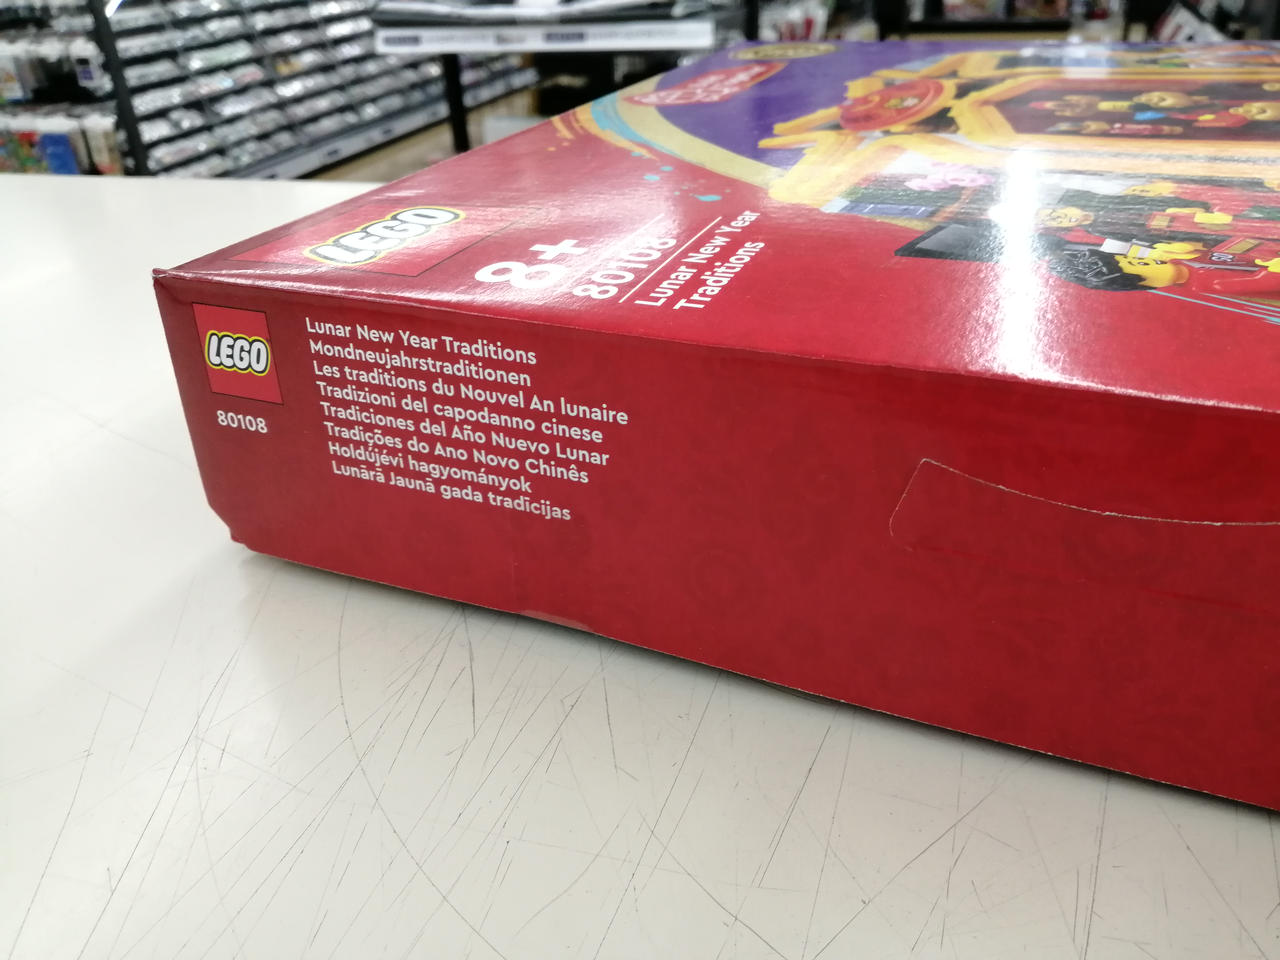 LEGO
8+
80108
Lunar New Year
Traditions
LEGO
80108
Lunar New Year Traditions
Mondneujahrstraditionen
Les traditions du Nouvel An lunaire
Tradizioni del capodanno cinese
Tradiciones del Año Nuevo Lunar
Tradições do Ano Novo Chinês
Holdújévi hagyományok
Lunārā Jaunā gada tradīcijas